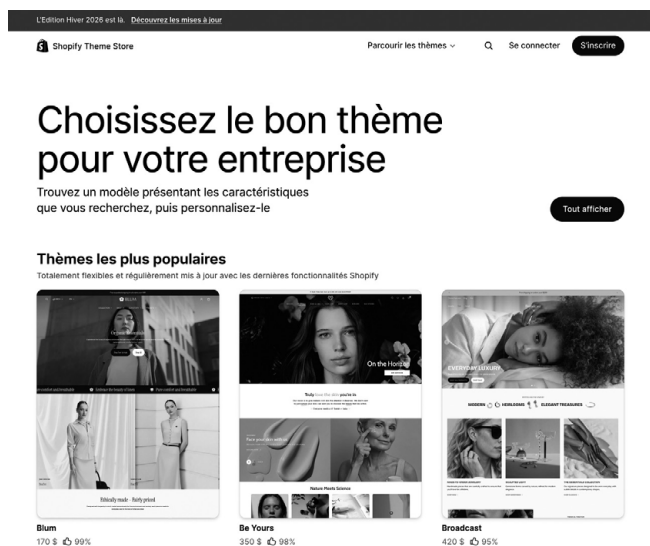 L'Edition Hiver 2026 est là. Découvrez les mises à jour
Shopify Theme Store
Parcourir les thèmes
Se connecter
S'inscrire
Choisissez le bon thème
pour votre entreprise
Trouvez un modèle présentant les caractéristiques
que vous recherchez, puis personnalisez-le
Tout afficher
Thèmes les plus populaires
Totalement flexibles et régulièrement mis à jour avec les dernières fonctionnalités Shopify
On the Horizon
EVERYDAY LUXURY
MODERN HEIRLOOMS ELEGANT TREASURES
Nature Meets Science
Ethically made - Fairly priced
Blum
170 $ 99%
Be Yours
350 $ 98%
Broadcast
420 $ 95%